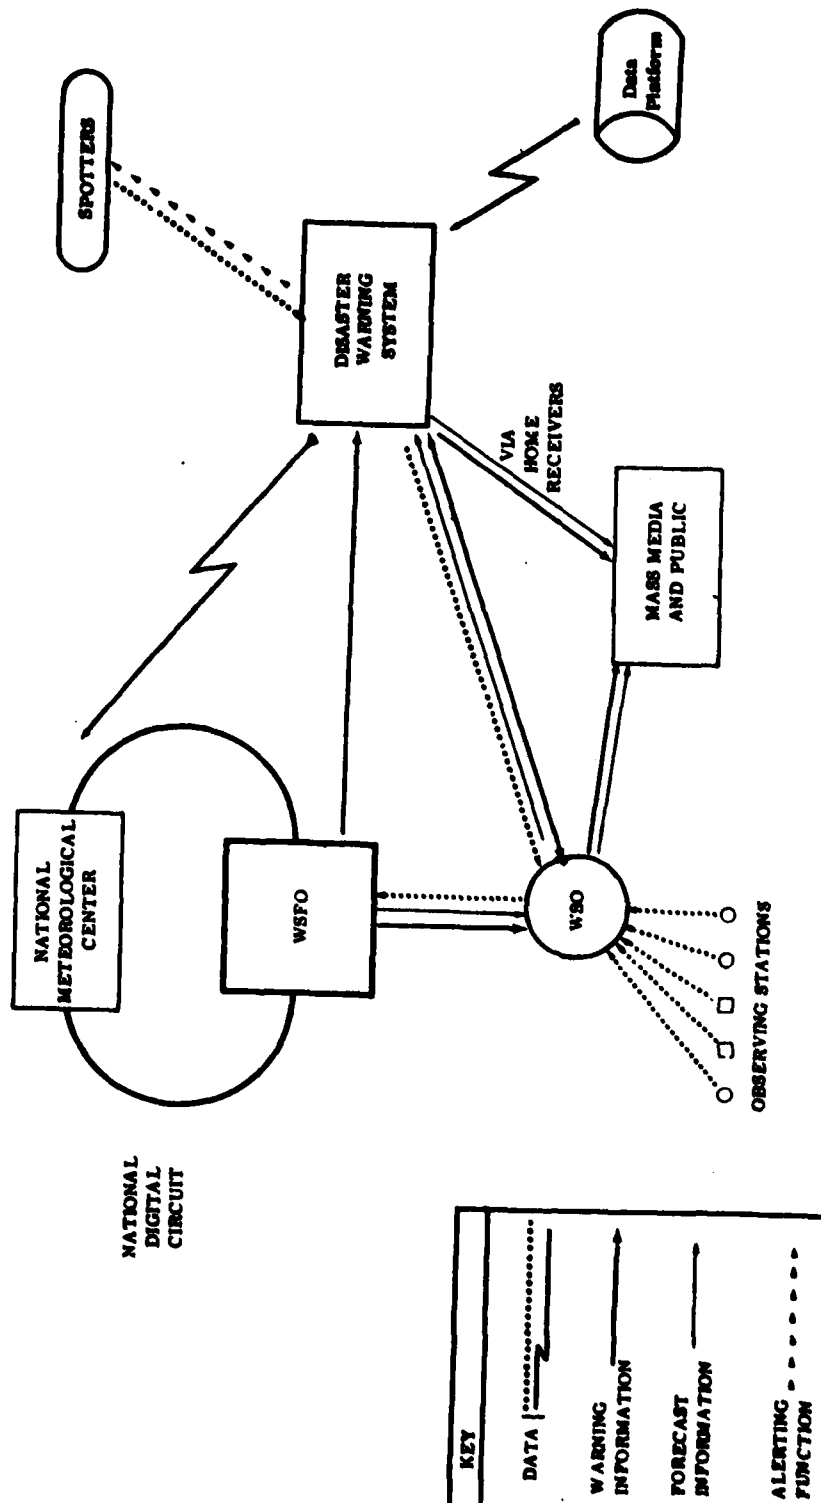 SPOTTERS
Data
Platform
DISASTER
WARNING
SYSTEM
VIA
HOME
RECEIVERS
MASS MEDIA
AND PUBLIC
NATIONAL
METEOROLOGICAL
CENTER
WSFO
WSO
OBSERVING STATIONS
NATIONAL
DIGITAL
CIRCUIT
KEY
DATA
WARNING
INFORMATION
FORECAST
INFORMATION
ALERTING
FUNCTION